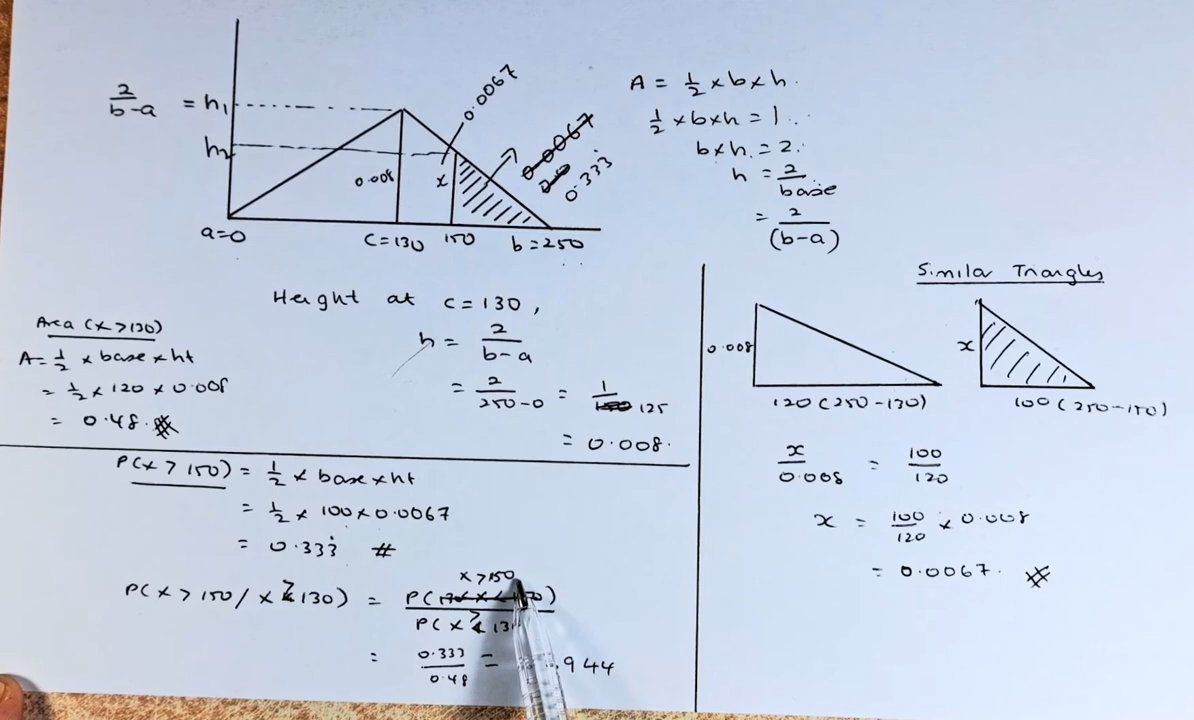 2/(b-a) = h₁
h₂
a=0
0.008
x
0.0067
0.333
C=130
150
b=250
A = 1/2 × b × h.
1/2 × b × h = 1..
b × h. = 2.
h = 2/base
= 2/(b-a)
Height at c = 130,
h = 2/(b-a)
= 2/(250-0) = 1/125
= 0.008.
Area (x>130)
A = 1/2 × base × ht
= 1/2 × 120 × 0.008
= 0.48.
P(x > 150) = 1/2 × base × ht
= 1/2 × 100 × 0.0067
= 0.333 #
P(x > 150 / x > 130) = P(x > 150) / P(x > 13
= 0.333/0.48 = .944
Similar Triangles
0.008
120 (250-130)
x
100 (250-150)
x/0.008 = 100/120
x = 100/120 × 0.008
= 0.0067. #